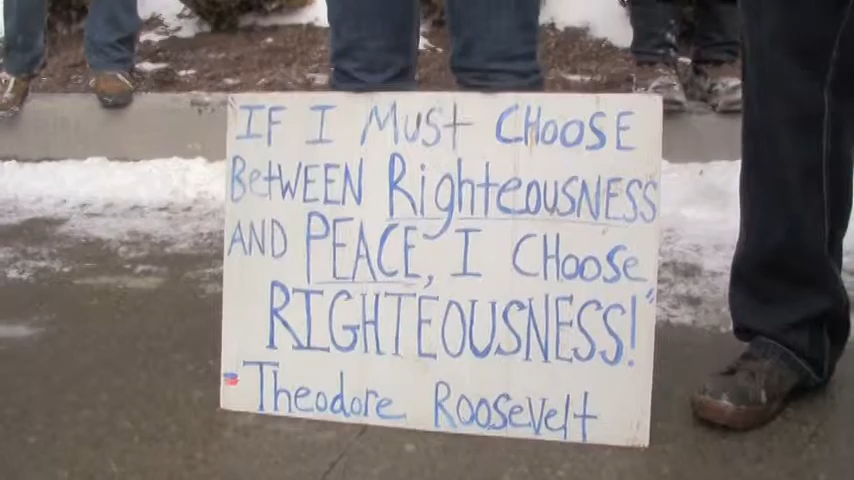 IF I MUST CHOOSE
BETWEEN RIGHTEOUSNESS
AND PEACE, I CHOOSE
RIGHTEOUSNESS!"
Theodore Roosevelt